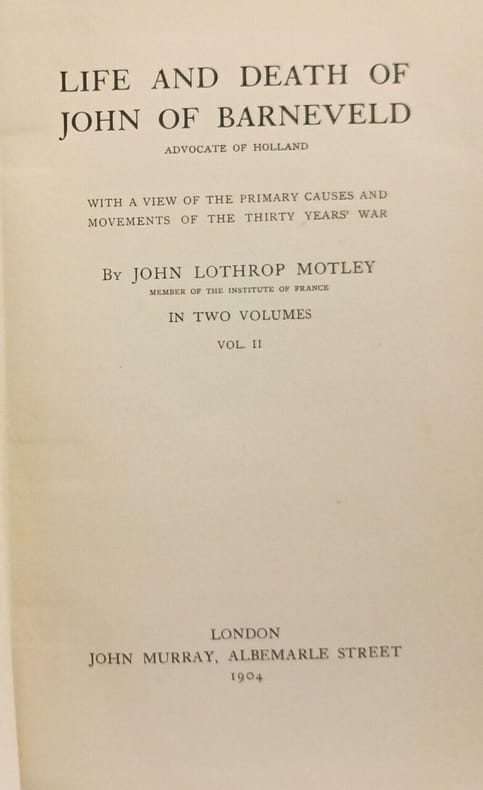 LIFE AND DEATH OF
JOHN OF BARNEVELD
ADVOCATE OF HOLLAND
WITH A VIEW OF THE PRIMARY CAUSES AND
MOVEMENTS OF THE THIRTY YEARS' WAR
BY JOHN LOTHROP MOTLEY
MEMBER OF THE INSTITUTE OF FRANCE
IN TWO VOLUMES
VOL. II
LONDON
JOHN MURRAY, ALBEMARLE STREET
1904